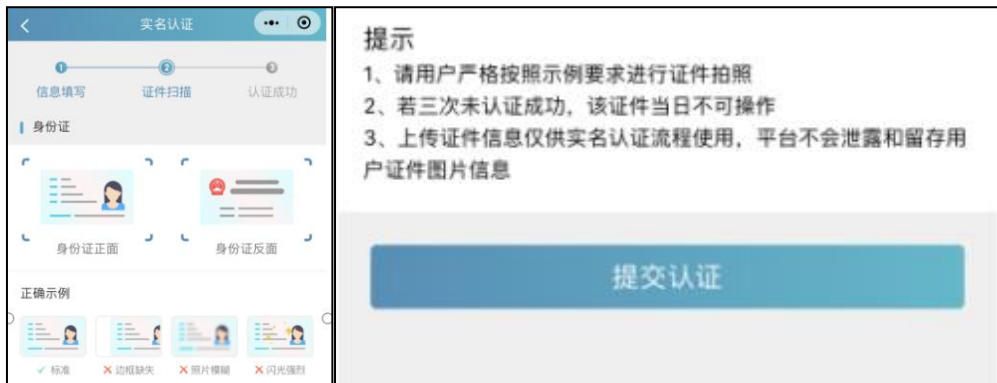 实名认证
1
2
3
信息填写
证件扫描
认证成功
身份证
身份证正面
身份证反面
正确示例
✓ 标准
✕ 边框缺失
✕ 照片模糊
✕ 闪光强烈
提示
1、请用户严格按照示例要求进行证件拍照
2、若三次未认证成功，该证件当日不可操作
3、上传证件信息仅供实名认证流程使用，平台不会泄露和留存用
户证件图片信息
提交认证